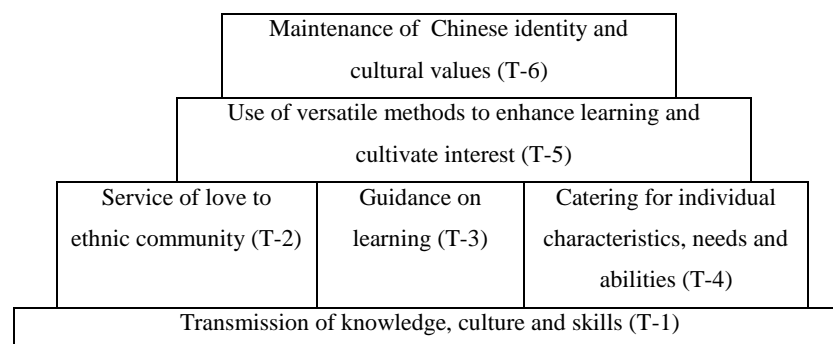 Maintenance of Chinese identity and
cultural values (T-6)
Use of versatile methods to enhance learning and
cultivate interest (T-5)
Service of love to
ethnic community (T-2)
Guidance on
learning (T-3)
Catering for individual
characteristics, needs and
abilities (T-4)
Transmission of knowledge, culture and skills (T-1)